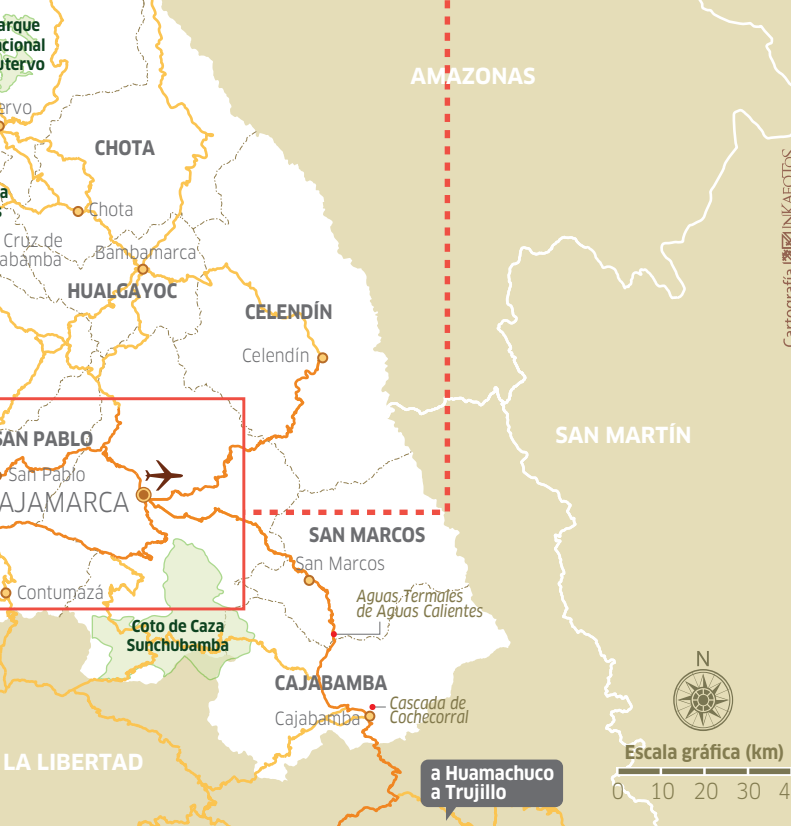 arque
cional
utervo
AMAZONAS
ervo
CHOTA
a
s
Chota
Cruz de
abamba
Bambamarca
HUALGAYOC
CELENDÍN
Celendín
SAN PABLO
San Pablo
AJAMARCA
SAN MARTÍN
SAN MARCOS
San Marcos
Contumazá
Aguas Termales
de Aguas Calientes
Coto de Caza
Sunchubamba
CAJABAMBA
Cajabamba
Cascada de
Cochecorral
LA LIBERTAD
a Huamachuco
a Trujillo
N
Escala gráfica (km)
0 10 20 30 4
Cartografía
INKAFOTOS